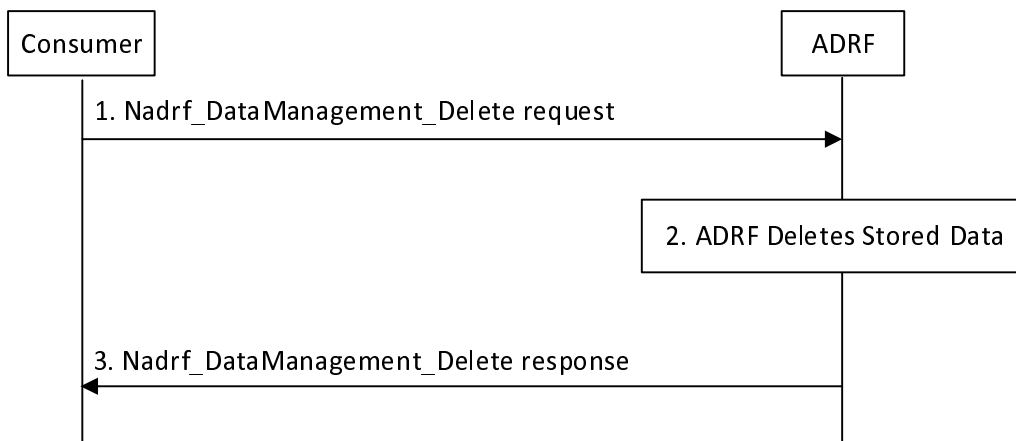 Consumer
ADRF
1. Nadrf_DataManagement_Delete request
2. ADRF Deletes Stored Data
3. Nadrf_DataManagement_Delete response